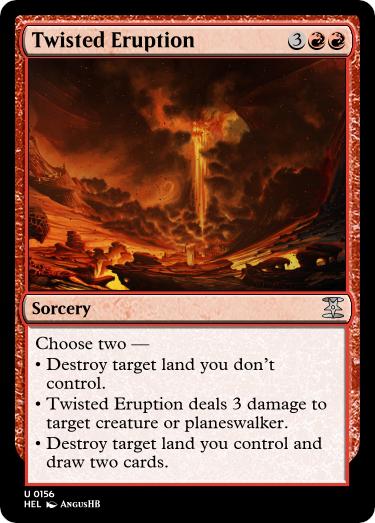 Twisted Eruption 3
Sorcery
Choose two —
• Destroy target land you don't
control.
• Twisted Eruption deals 3 damage to
target creature or planeswalker.
• Destroy target land you control and
draw two cards.
U 0156
HEL AngusHB